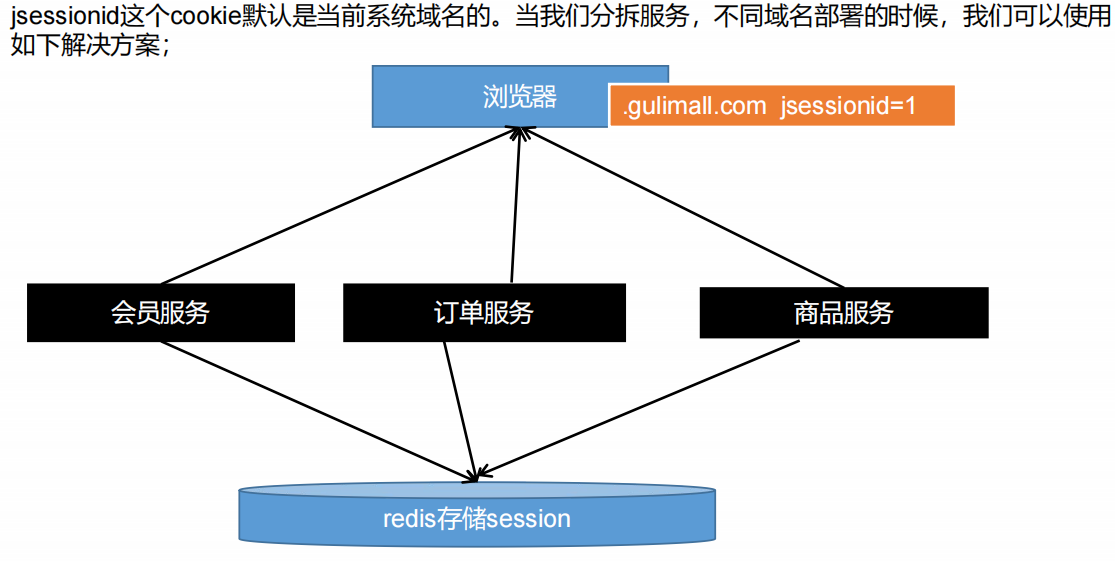 jsessionid这个cookie默认是当前系统域名的。当我们分拆服务，不同域名部署的时候，我们可以使用
如下解决方案；
浏览器
.gulimall.com jsessionid=1
会员服务
订单服务
商品服务
redis存储session